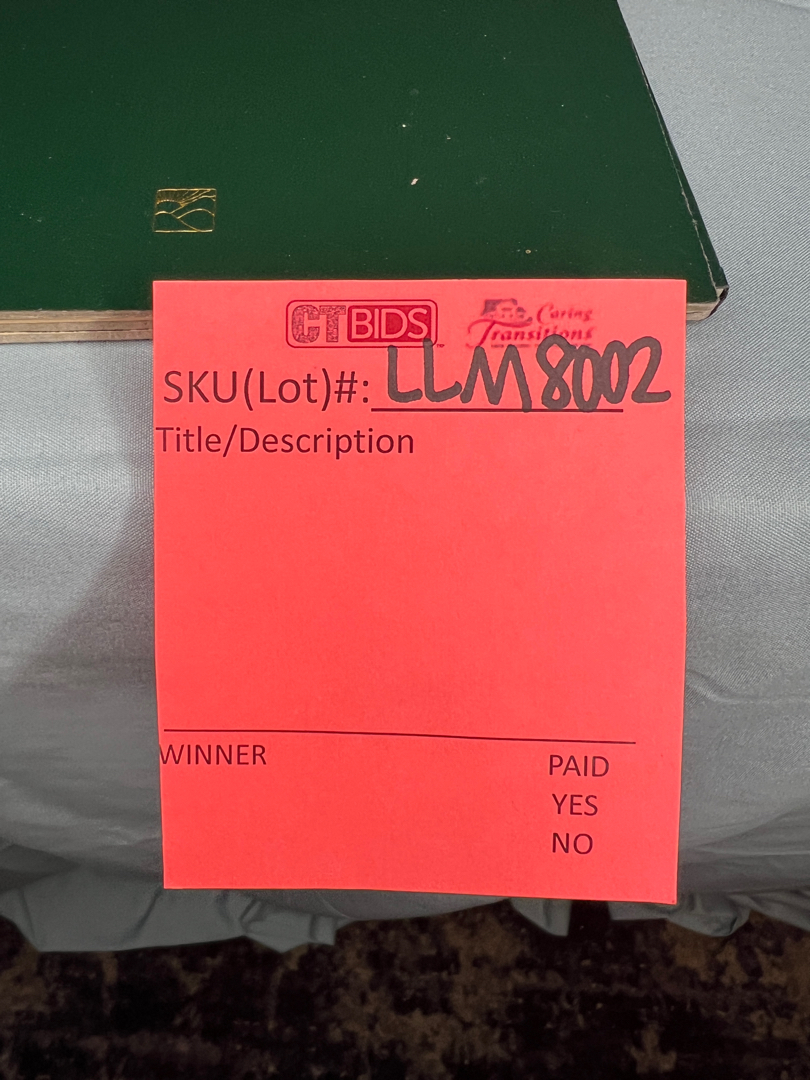 CTBIDS Caring
Transitions
SKU(Lot)#: LLM8002
Title/Description
WINNER PAID
YES
NO